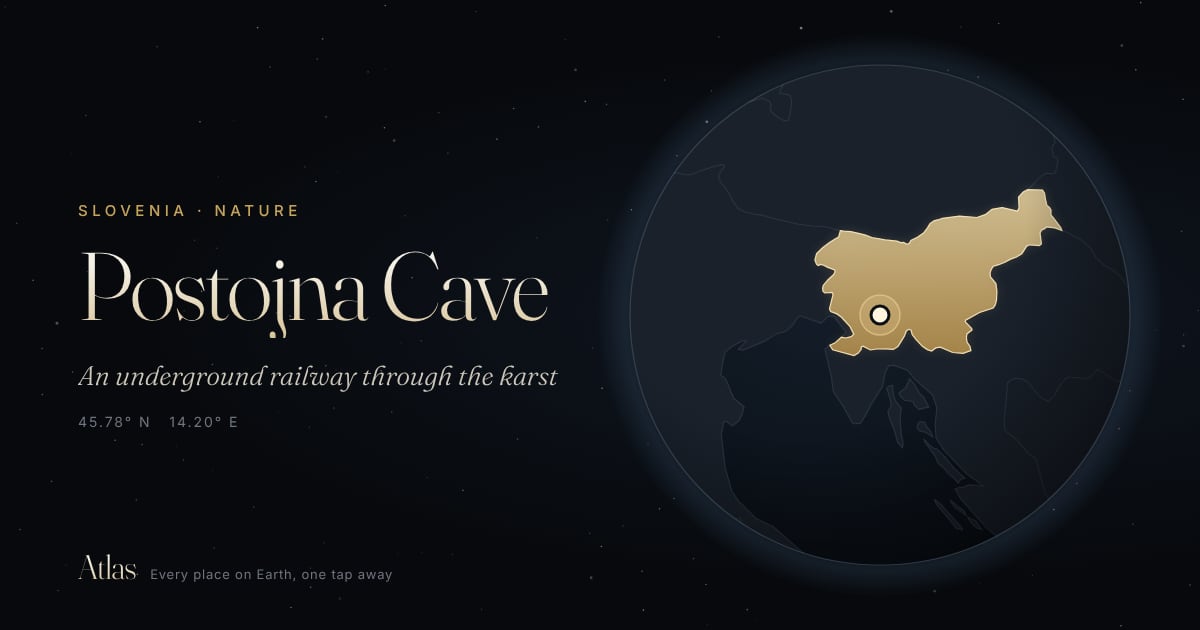 SLOVENIA · NATURE
Postojna Cave
An underground railway through the karst
45.78° N 14.20° E
Atlas Every place on Earth, one tap away